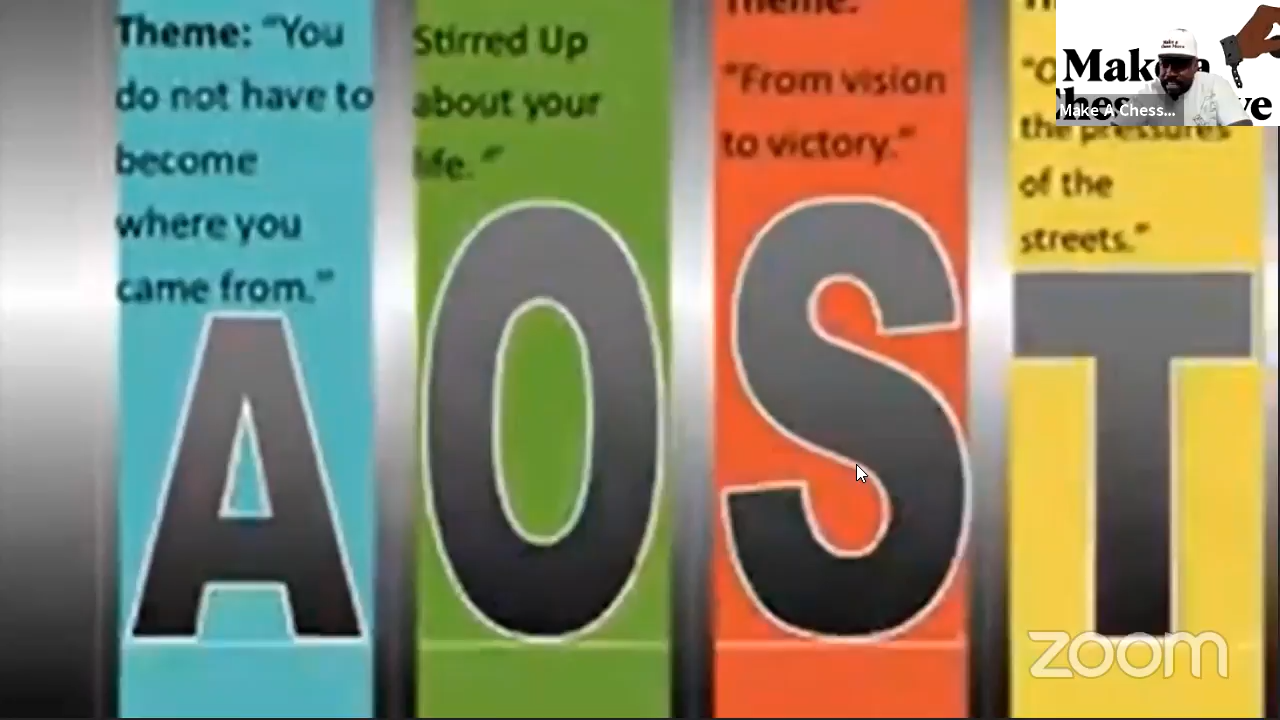 Theme: “You
do not have to
become
where you
came from.”
A
Stirred Up
about your
life. ”
O
Theme:
“From vision
to victory.”
S
the pressures
of the
streets.”
T
Make a
Make A Chess...
zoom